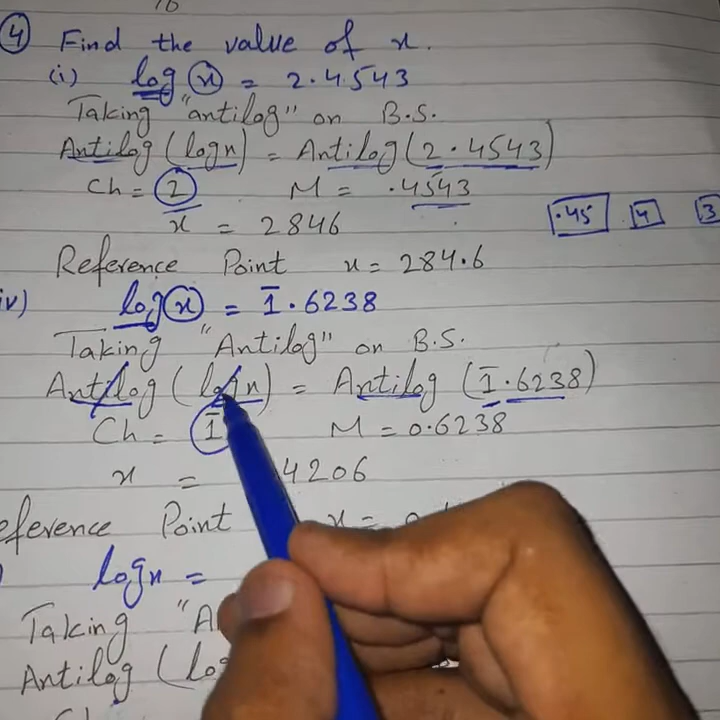 ④ Find the value of x.
(i) log x = 2.4543
Taking "antilog" on B.S.
Antilog (log x) = Antilog (2.4543)
Ch = 2 M = .4543
x = 2846 .45 4 3
Reference Point x = 284.6
iv) log x = 1̄.6238
Taking "Antilog" on B.S.
Antilog (log x) = Antilog (1̄.6238)
Ch = 1̄ M = 0.6238
x = 4206
eference Point x =
log x =
Taking "A
Antilog (lo